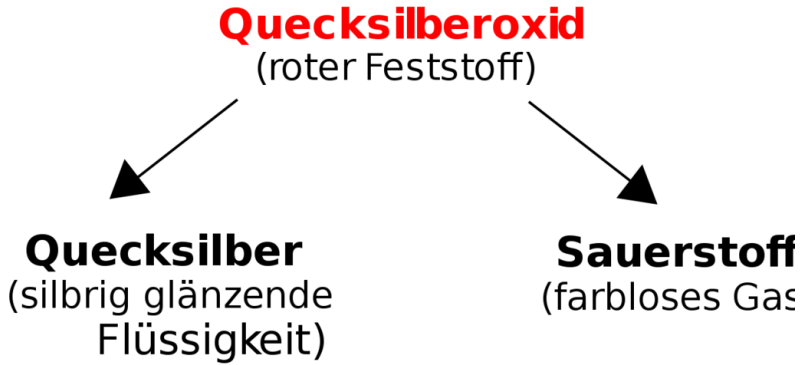 Quecksilberoxid
(roter Feststoff)
Quecksilber
(silbrig glänzende
Flüssigkeit)
Sauerstoff
(farbloses Gas